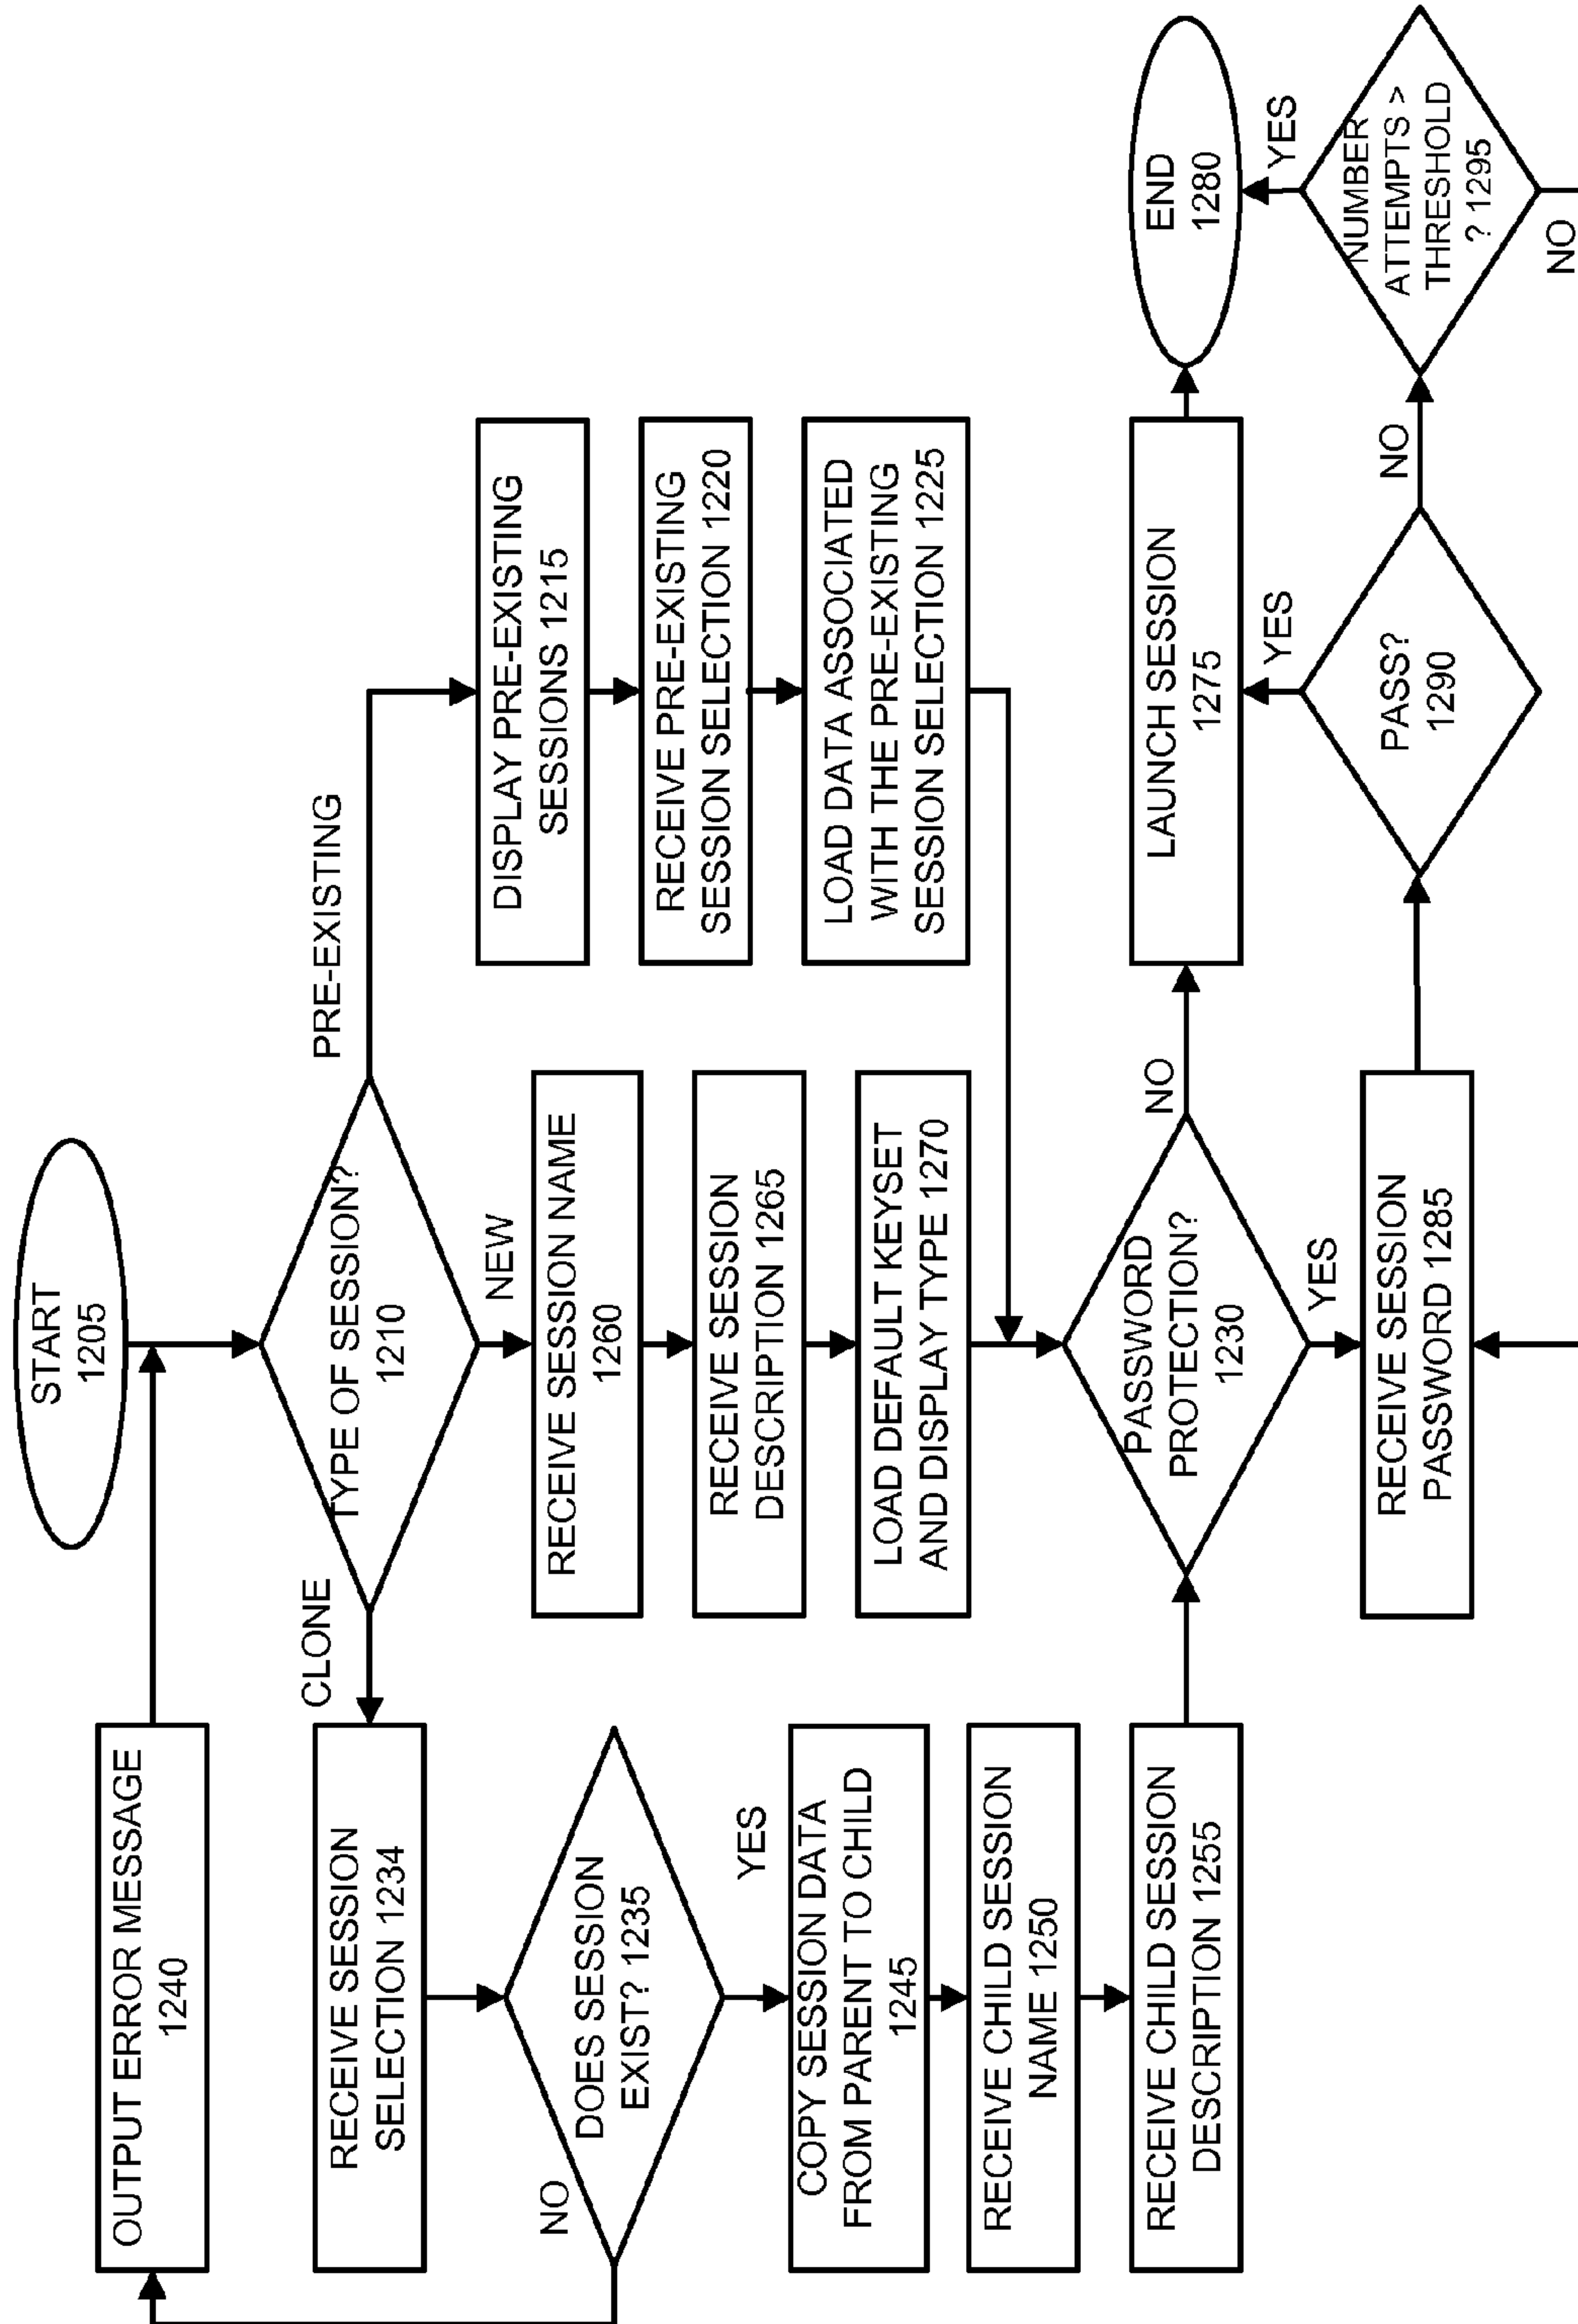 START
1205
OUTPUT ERROR MESSAGE
1240
TYPE OF SESSION?
1210
CLONE
NEW
PRE-EXISTING
RECEIVE SESSION
SELECTION 1234
DOES SESSION
EXIST? 1235
NO
YES
COPY SESSION DATA
FROM PARENT TO CHILD
1245
RECEIVE CHILD SESSION
NAME 1250
RECEIVE CHILD SESSION
DESCRIPTION 1255
RECEIVE SESSION NAME
1260
RECEIVE SESSION
DESCRIPTION 1265
LOAD DEFAULT KEYSET
AND DISPLAY TYPE 1270
DISPLAY PRE-EXISTING
SESSIONS 1215
RECEIVE PRE-EXISTING
SESSION SELECTION 1220
LOAD DATA ASSOCIATED
WITH THE PRE-EXISTING
SESSION SELECTION 1225
PASSWORD
PROTECTION?
1230
NO
YES
LAUNCH SESSION
1275
END
1280
RECEIVE SESSION
PASSWORD 1285
PASS?
1290
YES
NO
NUMBER
ATTEMPTS >
THRESHOLD
? 1295
YES
NO